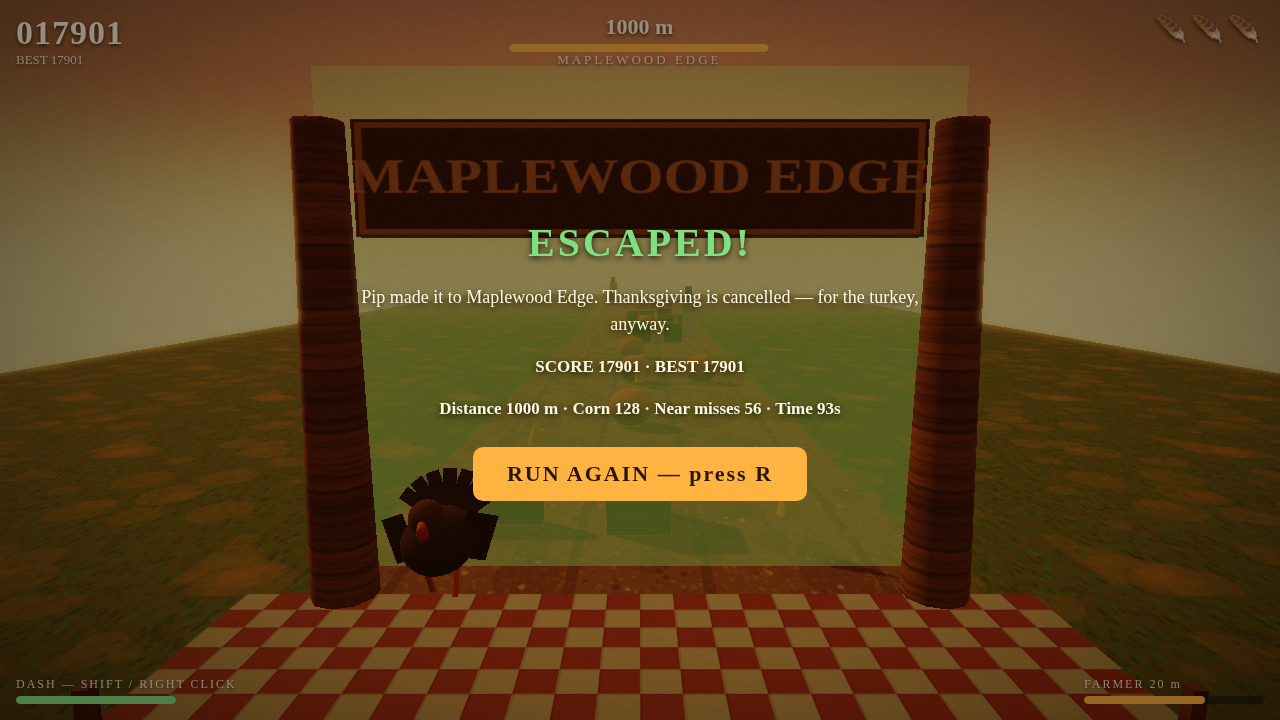 017901
BEST 17901
1000 m
MAPLEWOOD EDGE
MAPLEWOOD EDGE
ESCAPED!
Pip made it to Maplewood Edge. Thanksgiving is cancelled — for the turkey,
anyway.
SCORE 17901 · BEST 17901
Distance 1000 m · Corn 128 · Near misses 56 · Time 93s
RUN AGAIN — press R
DASH — SHIFT / RIGHT CLICK
FARMER 20 m